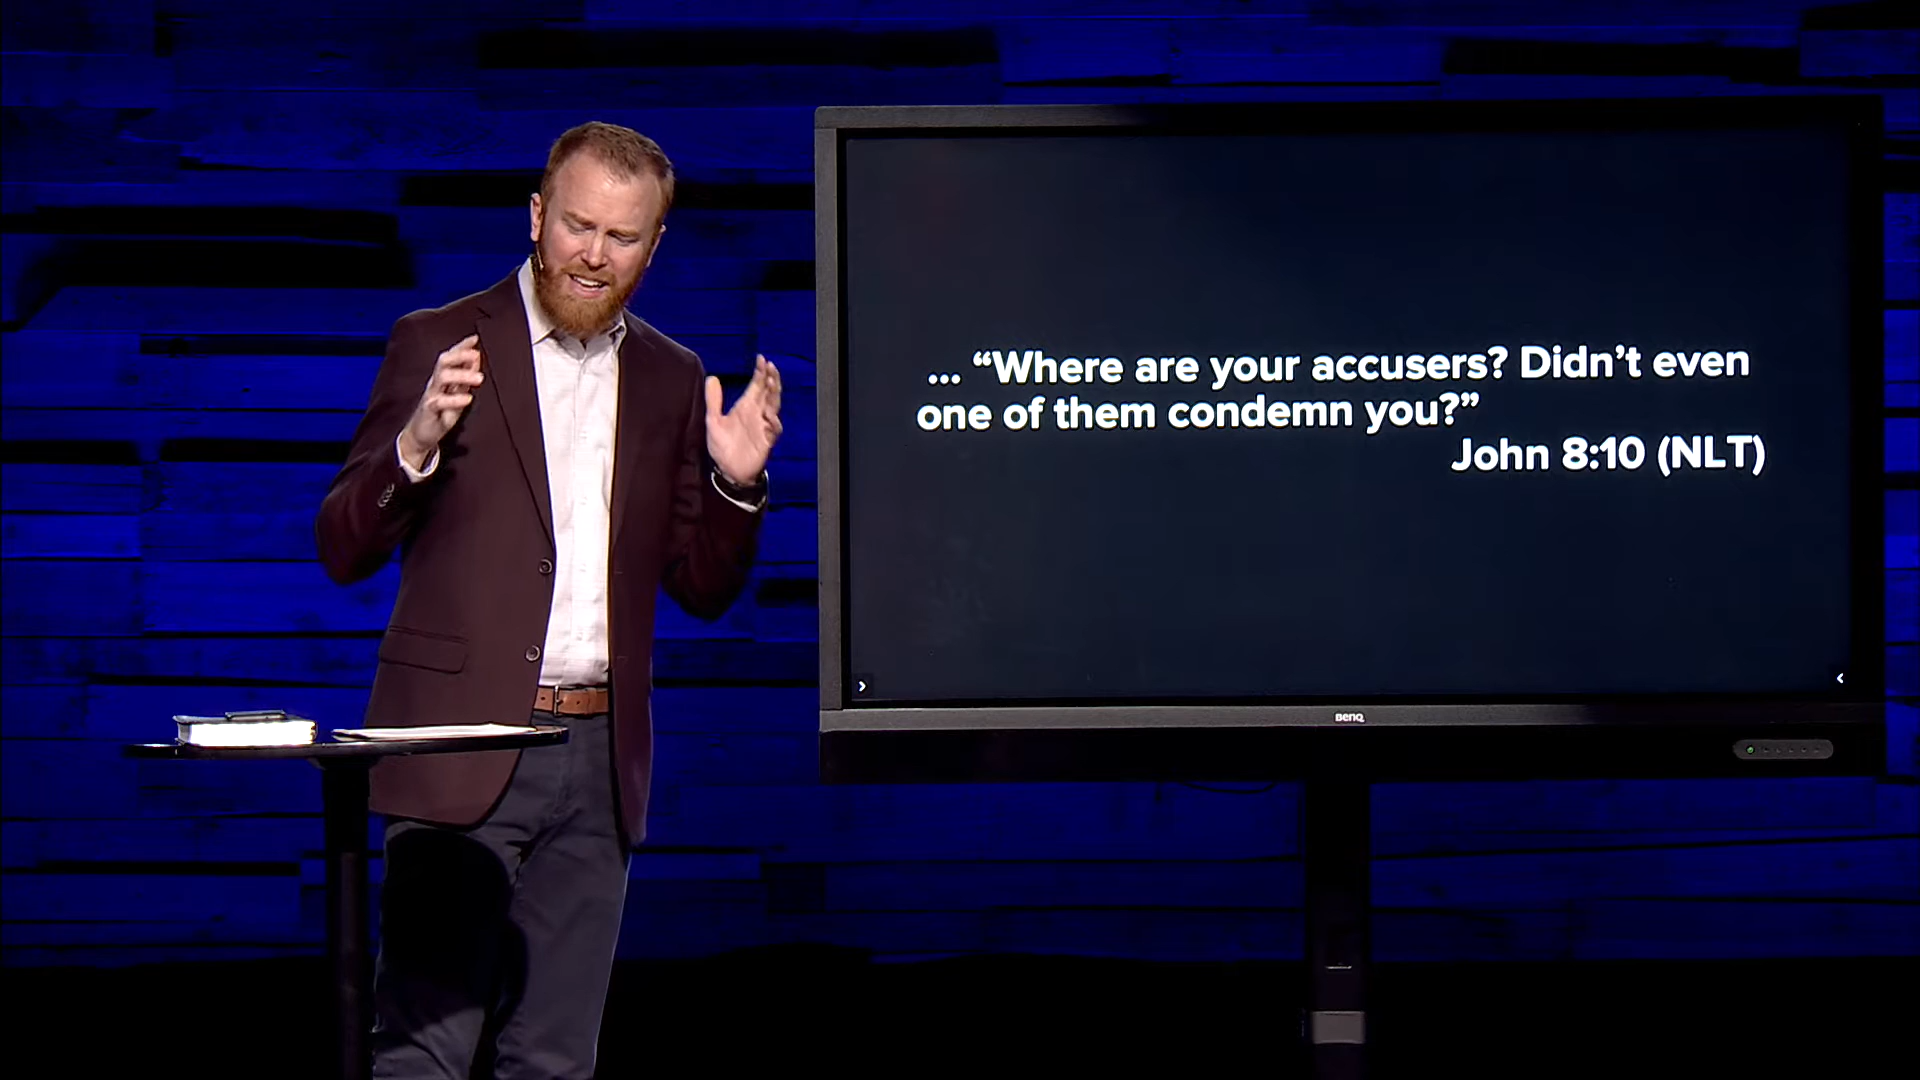 ... “Where are your accusers? Didn’t even
one of them condemn you?”
John 8:10 (NLT)
BenQ